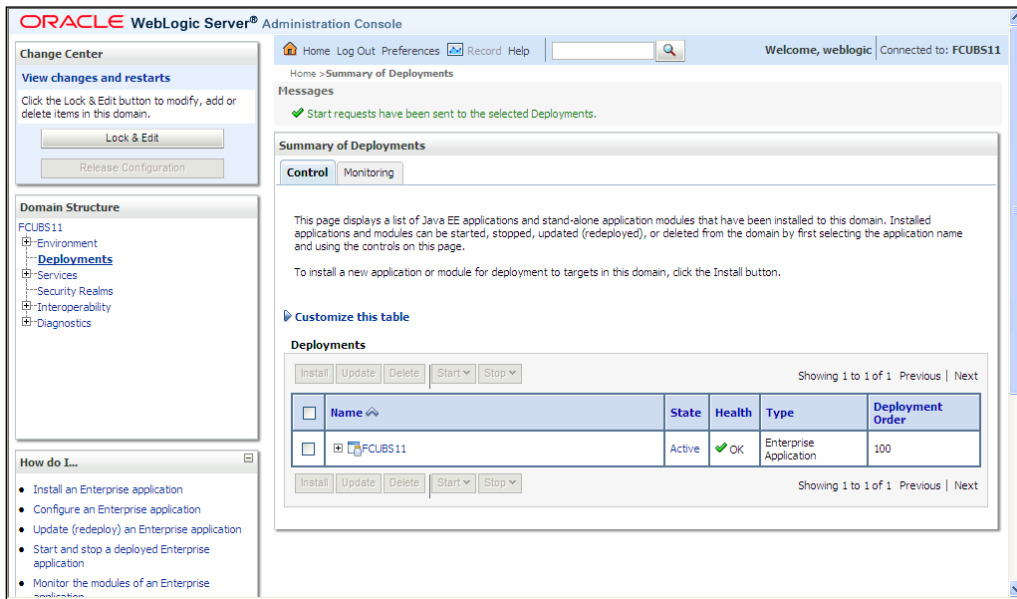 ORACLE WebLogic Server® Administration Console
Change Center
View changes and restarts
Click the Lock & Edit button to modify, add or
delete items in this domain.
Lock & Edit
Release Configuration
Domain Structure
FCUBS11
Environment
Deployments
Services
Security Realms
Interoperability
Diagnostics
How do I...
Install an Enterprise application
Configure an Enterprise application
Update (redeploy) an Enterprise application
Start and stop a deployed Enterprise
application
Monitor the modules of an Enterprise
application
Home Log Out Preferences Record Help
Welcome, weblogic Connected to: FCUBS11
Home >Summary of Deployments
Messages
Start requests have been sent to the selected Deployments.
Summary of Deployments
Control Monitoring
This page displays a list of Java EE applications and stand-alone application modules that have been installed to this domain. Installed
applications and modules can be started, stopped, updated (redeployed), or deleted from the domain by first selecting the application name
and using the controls on this page.
To install a new application or module for deployment to targets in this domain, click the Install button.
Customize this table
Deployments
Install Update Delete Start Stop Showing 1 to 1 of 1 Previous | Next
Name State Health Type Deployment
Order
FCUBS11 Active OK Enterprise
Application 100
Install Update Delete Start Stop Showing 1 to 1 of 1 Previous | Next